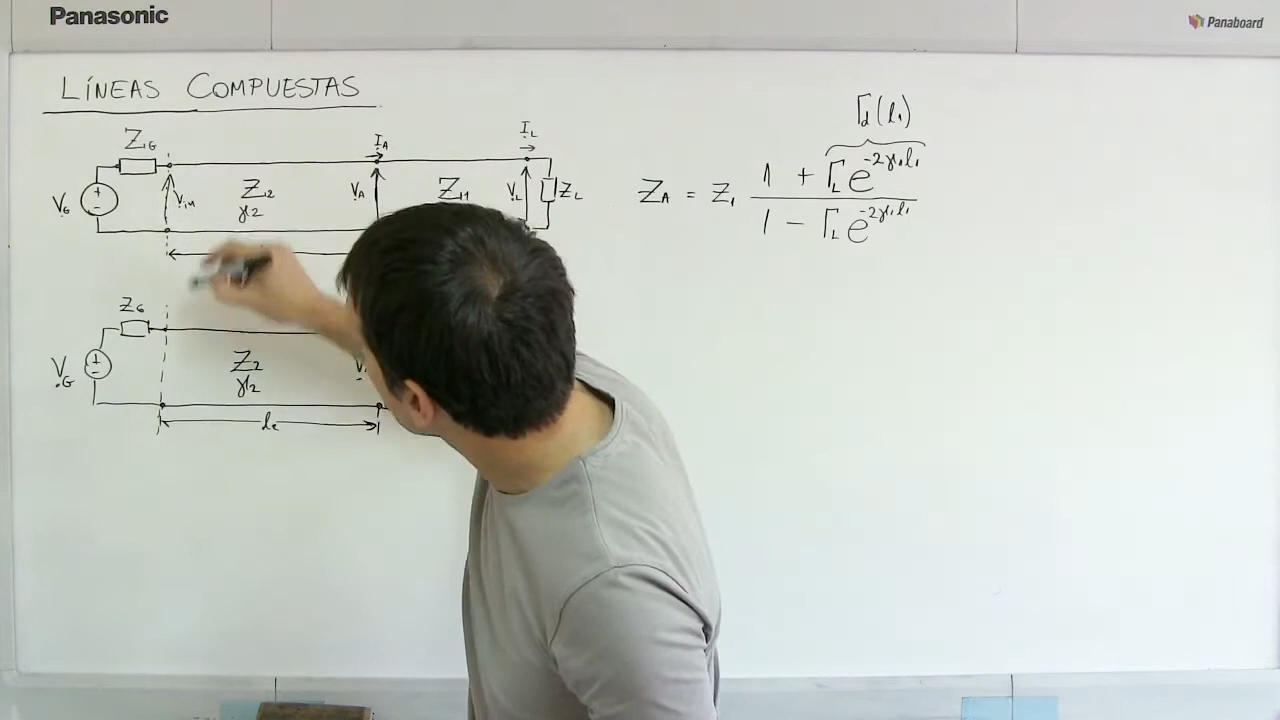 Panasonic
Panaboard
LÍNEAS COMPUESTAS
Z_G
I_A
I_L
V_G
V_in
Z_2
γ_2
V_A
Z_1
V_L
Z_L
Z_G
V_G
Z_2
γ_2
l_2
Γ_d(l_1)
Z_A = Z_1 (1 + Γ_L e^{-2γ_1 l_1}) / (1 - Γ_L e^{-2γ_1 l_1})